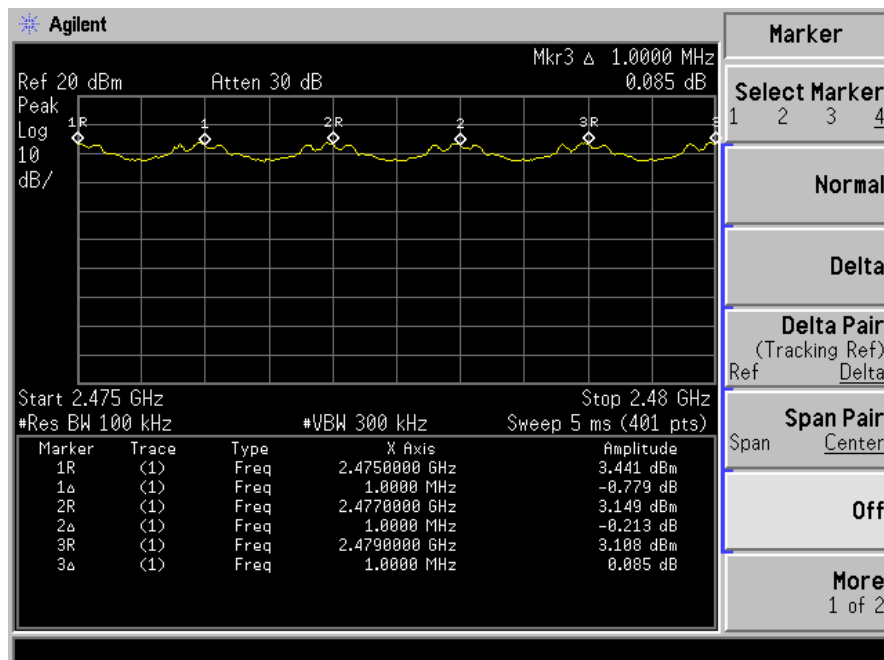 Agilent
Mkr3 Δ 1.0000 MHz
Ref 20 dBm Atten 30 dB 0.085 dB
Peak
Log
10
dB/
1R 1 2R 2 3R 3
Start 2.475 GHz Stop 2.48 GHz
#Res BW 100 kHz #VBW 300 kHz Sweep 5 ms (401 pts)
Marker Trace Type X Axis Amplitude
1R (1) Freq 2.4750000 GHz 3.441 dBm
1Δ (1) Freq 1.0000 MHz -0.779 dB
2R (1) Freq 2.4770000 GHz 3.149 dBm
2Δ (1) Freq 1.0000 MHz -0.213 dB
3R (1) Freq 2.4790000 GHz 3.108 dBm
3Δ (1) Freq 1.0000 MHz 0.085 dB
Marker
Select Marker
1 2 3 4
Normal
Delta
Delta Pair
(Tracking Ref)
Ref Delta
Span Pair
Span Center
Off
More
1 of 2